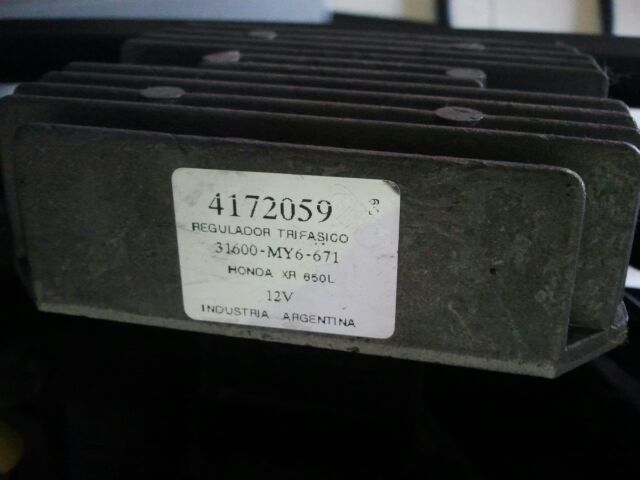 4172059
REGULADOR TRIFASICO
31600-MY6-671
HONDA XR 650L
12V
INDUSTRIA ARGENTINA